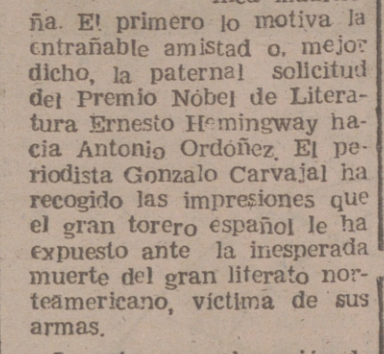 ña. El primero lo motiva la
entrañable amistad o, mejor
dicho, la paternal solicitud
del Premio Nóbel de Litera-
tura Ernesto Hemingway ha-
cia Antonio Ordóñez. El pe-
riodista Gonzalo Carvajal ha
recogido las impresiones que
el gran torero español le ha
expuesto ante la inesperada
muerte del gran literato nor-
teamericano, víctima de sus
armas.